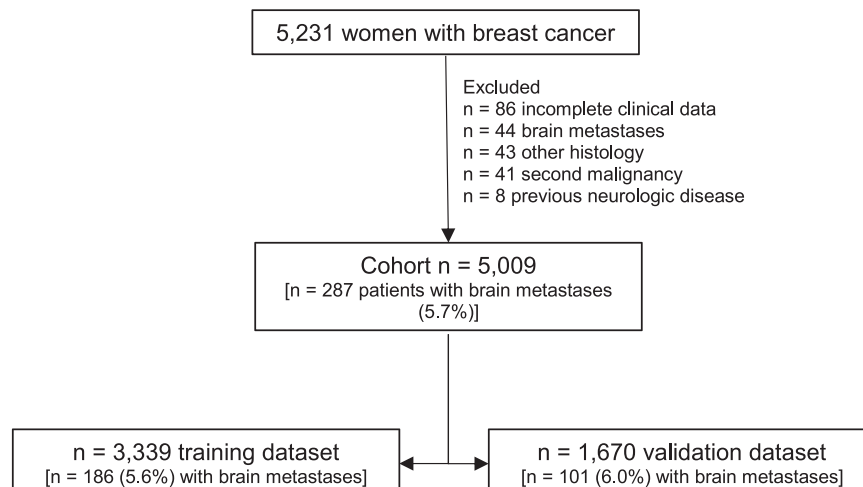 5,231 women with breast cancer
Excluded
n = 86 incomplete clinical data
n = 44 brain metastases
n = 43 other histology
n = 41 second malignancy
n = 8 previous neurologic disease
Cohort n = 5,009
[n = 287 patients with brain metastases
(5.7%)]
n = 3,339 training dataset
[n = 186 (5.6%) with brain metastases]
n = 1,670 validation dataset
[n = 101 (6.0%) with brain metastases]